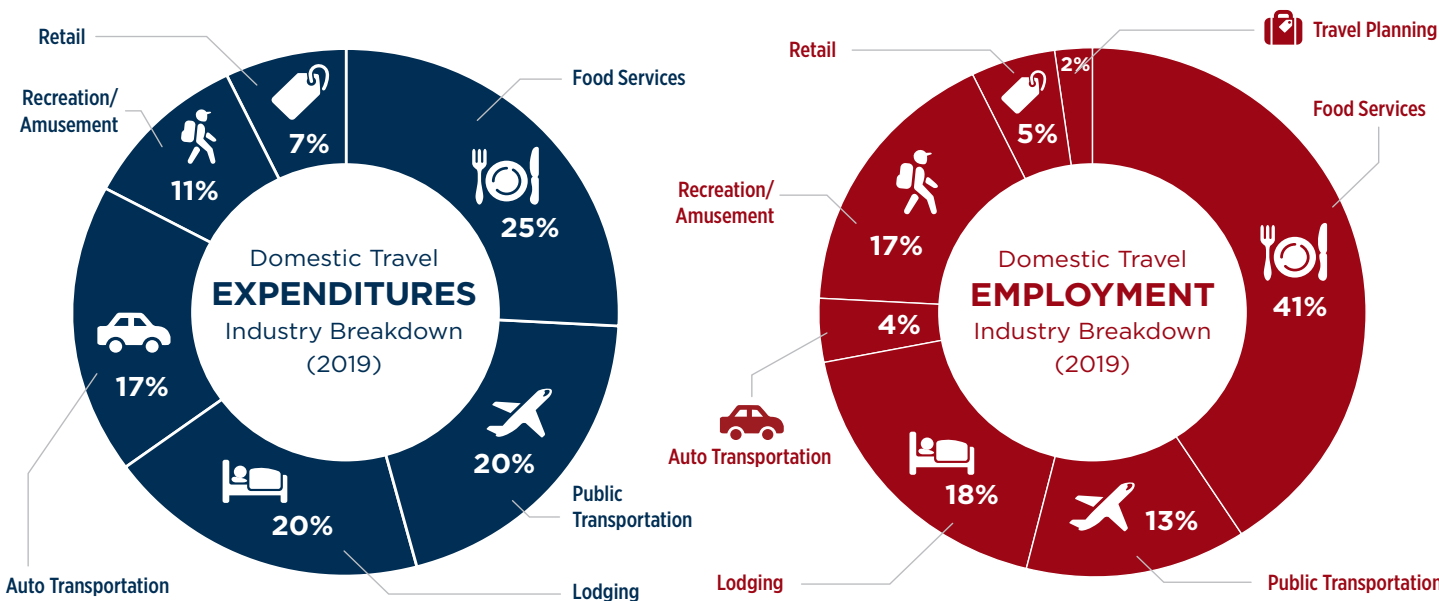 Retail
7%
Food Services
25%
Recreation/
Amusement
11%
Domestic Travel
EXPENDITURES
Industry Breakdown
(2019)
17%
20%
20%
Public
Transportation
Auto Transportation
Lodging
Travel Planning
2%
Retail
5%
Food Services
41%
Recreation/
Amusement
17%
Domestic Travel
EMPLOYMENT
Industry Breakdown
(2019)
4%
Auto Transportation
18%
13%
Lodging
Public Transportation